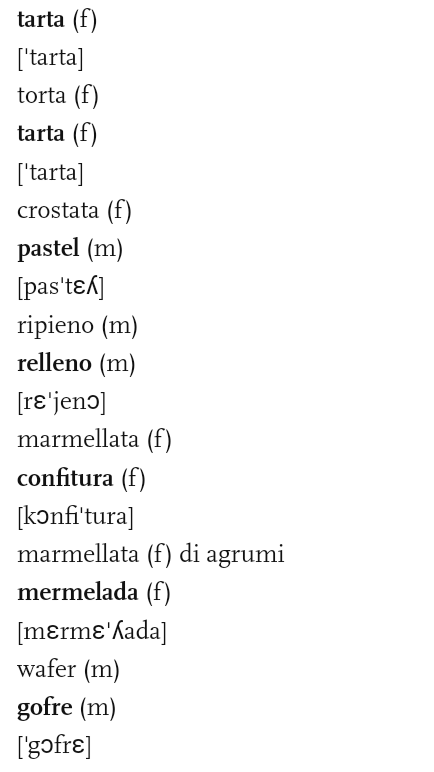 tarta (f)
['tarta]
torta (f)
tarta (f)
['tarta]
crostata (f)
pastel (m)
[pas'tɛʎ]
ripieno (m)
relleno (m)
[rɛ'jenɔ]
marmellata (f)
confitura (f)
[kɔnfi'tura]
marmellata (f) di agrumi
mermelada (f)
[mɛrmɛ'ʎada]
wafer (m)
gofre (m)
['gɔfrɛ]